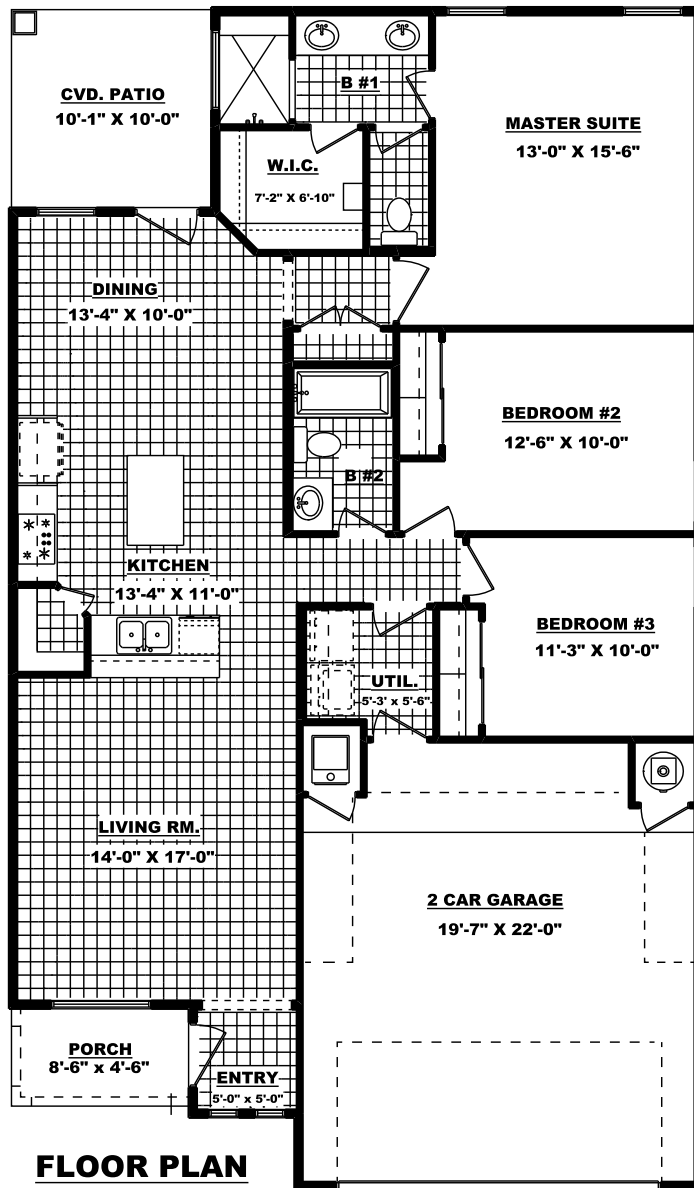 CVD. PATIO
10'-1" X 10'-0"
B #1
MASTER SUITE
13'-0" X 15'-6"
W.I.C.
7'-2" X 6'-10"
DINING
13'-4" X 10'-0"
BEDROOM #2
12'-6" X 10'-0"
B #2
KITCHEN
13'-4" X 11'-0"
BEDROOM #3
11'-3" X 10'-0"
UTIL.
5'-3' x 5'-6"
LIVING RM.
14'-0" X 17'-0"
2 CAR GARAGE
19'-7" X 22'-0"
PORCH
8'-6" x 4'-6"
ENTRY
5'-0" x 5'-0"
FLOOR PLAN